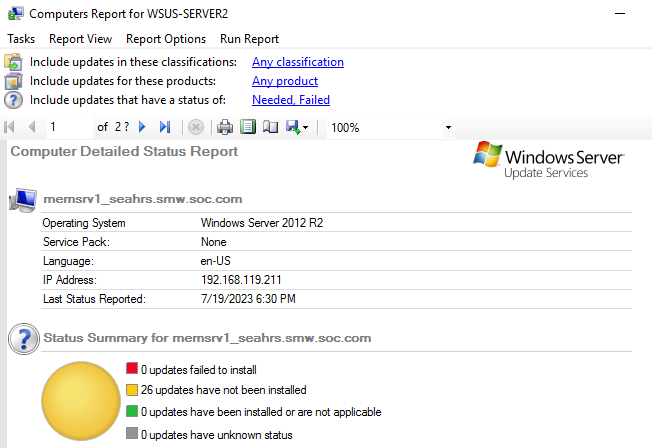 Computers Report for WSUS-SERVER2
Tasks Report View Report Options Run Report
Include updates in these classifications: Any classification
Include updates for these products: Any product
Include updates that have a status of: Needed, Failed
1 of 2 ? 100%
Computer Detailed Status Report
Windows Server
Update Services
memsrv1_seahrs.smw.soc.com
Operating System Windows Server 2012 R2
Service Pack: None
Language: en-US
IP Address: 192.168.119.211
Last Status Reported: 7/19/2023 6:30 PM
Status Summary for memsrv1_seahrs.smw.soc.com
0 updates failed to install
26 updates have not been installed
0 updates have been installed or are not applicable
0 updates have unknown status